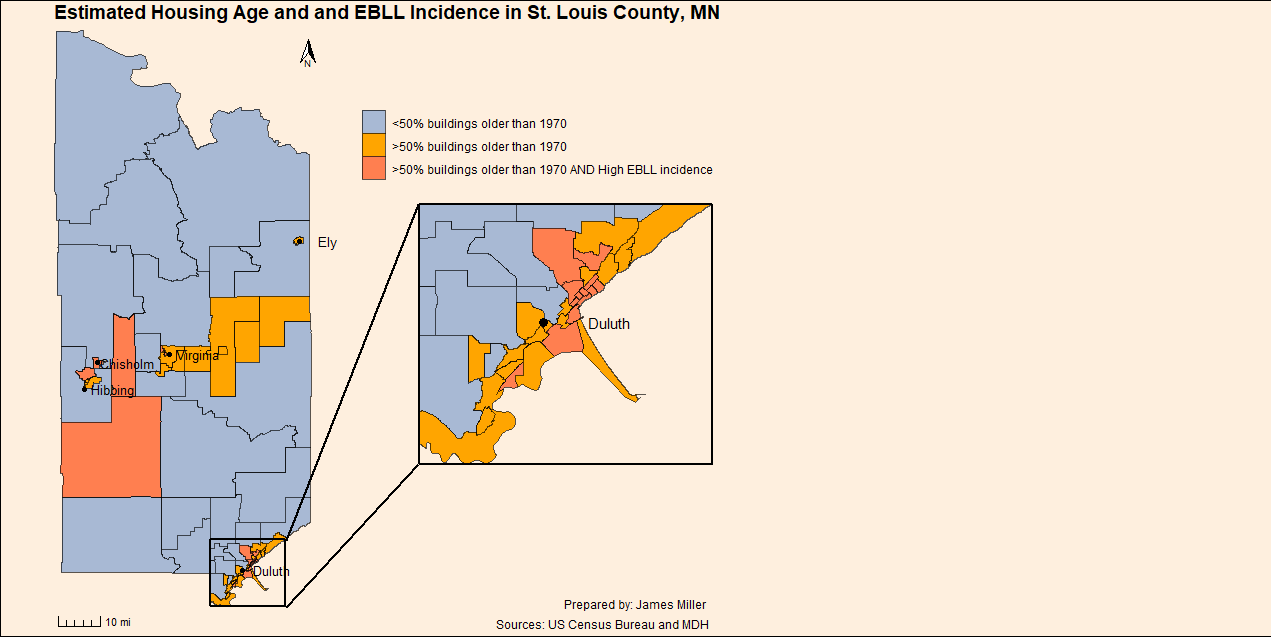 Estimated Housing Age and and EBLL Incidence in St. Louis County, MN
N
<50% buildings older than 1970
>50% buildings older than 1970
>50% buildings older than 1970 AND High EBLL incidence
Ely
Duluth
Virginia
Chisholm
Hibbing
Duluth
Prepared by: James Miller
10 mi
Sources: US Census Bureau and MDH